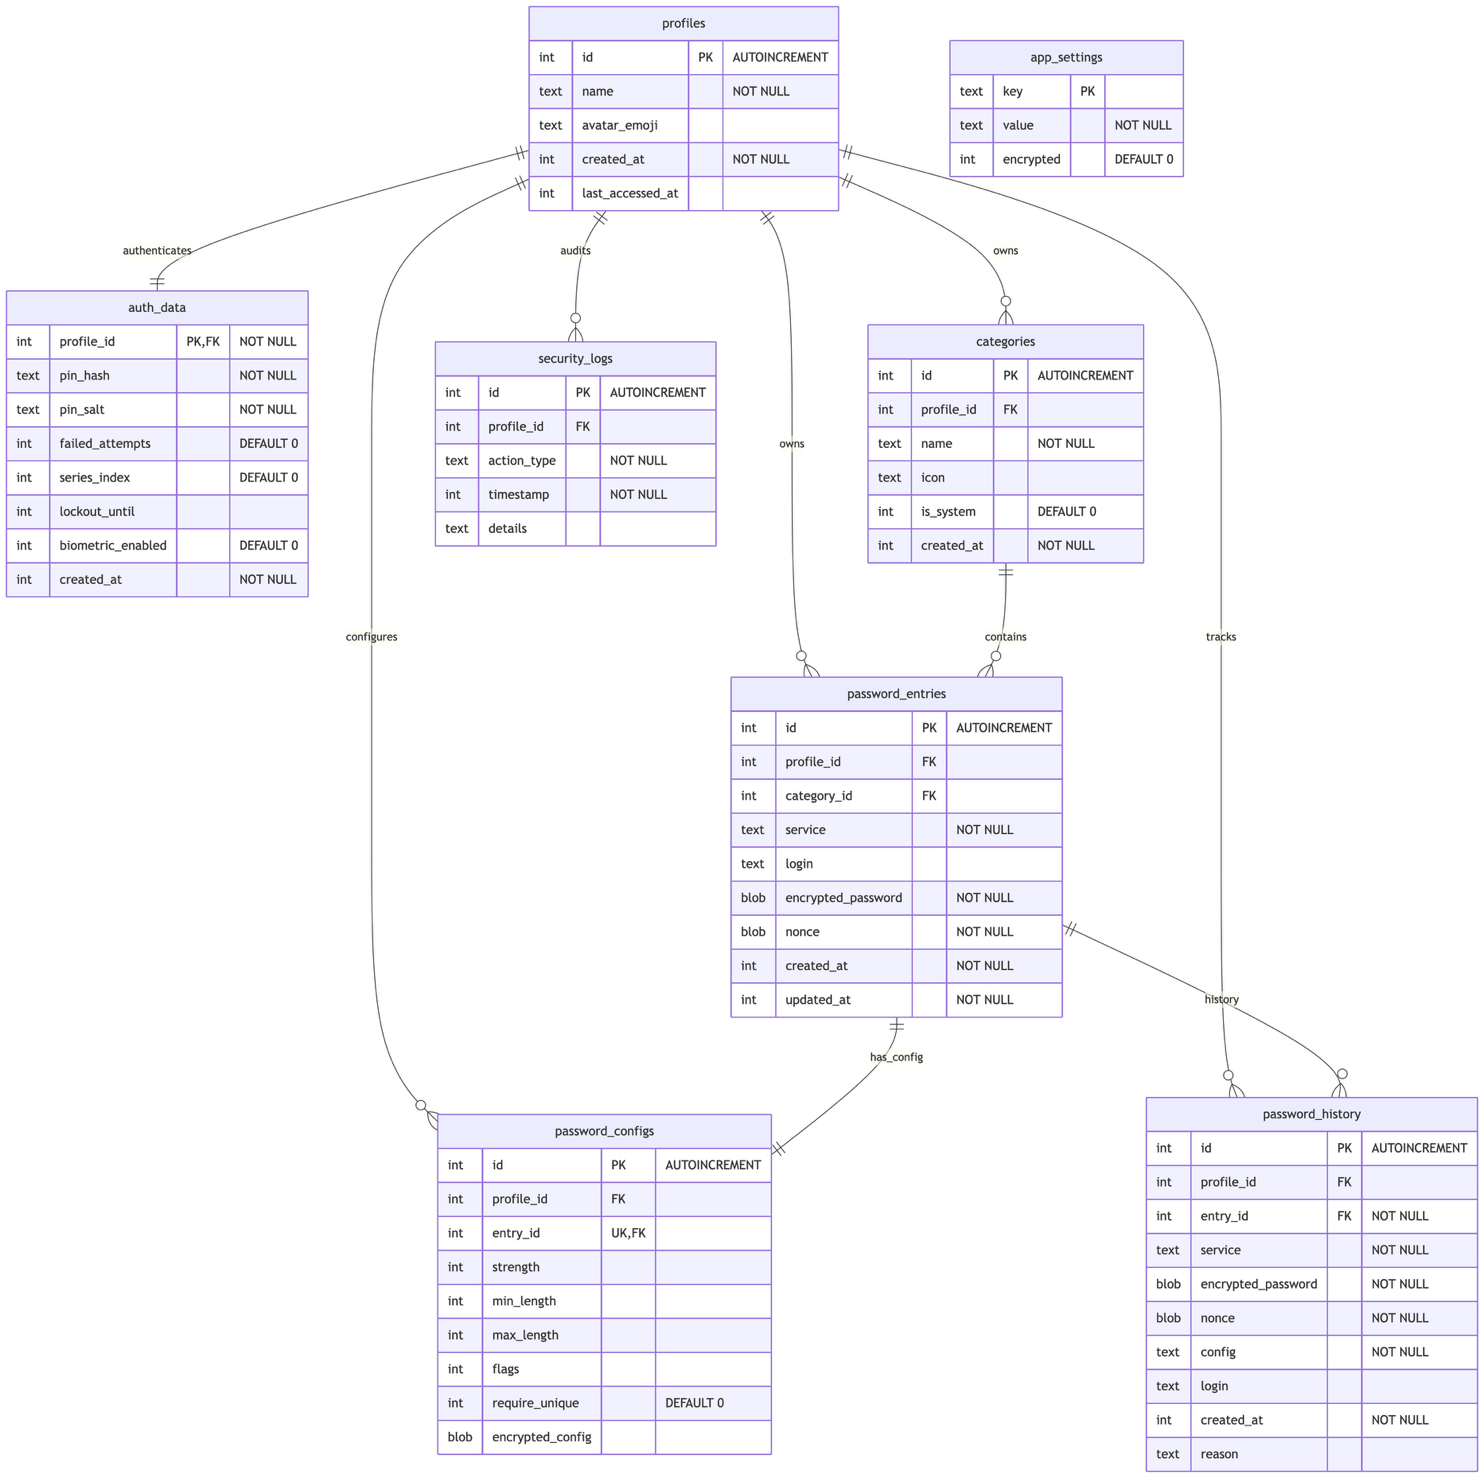 profiles
int id PK AUTOINCREMENT
text name NOT NULL
text avatar_emoji
int created_at NOT NULL
int last_accessed_at
app_settings
text key PK
text value NOT NULL
int encrypted DEFAULT 0
authenticates
audits
owns
auth_data
int profile_id PK,FK NOT NULL
text pin_hash NOT NULL
text pin_salt NOT NULL
int failed_attempts DEFAULT 0
int series_index DEFAULT 0
int lockout_until
int biometric_enabled DEFAULT 0
int created_at NOT NULL
security_logs
int id PK AUTOINCREMENT
int profile_id FK
text action_type NOT NULL
int timestamp NOT NULL
text details
owns
categories
int id PK AUTOINCREMENT
int profile_id FK
text name NOT NULL
text icon
int is_system DEFAULT 0
int created_at NOT NULL
configures
contains
tracks
password_entries
int id PK AUTOINCREMENT
int profile_id FK
int category_id FK
text service NOT NULL
text login
blob encrypted_password NOT NULL
blob nonce NOT NULL
int created_at NOT NULL
int updated_at NOT NULL
history
has_config
password_configs
int id PK AUTOINCREMENT
int profile_id FK
int entry_id UK,FK
int strength
int min_length
int max_length
int flags
int require_unique DEFAULT 0
blob encrypted_config
password_history
int id PK AUTOINCREMENT
int profile_id FK
int entry_id FK NOT NULL
text service NOT NULL
blob encrypted_password NOT NULL
blob nonce NOT NULL
text config NOT NULL
text login
int created_at NOT NULL
text reason